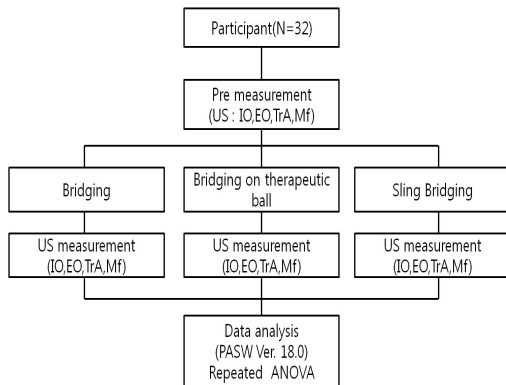 Participant(N=32)
Pre measurement
(US : IO,EO,TrA,Mf)
Bridging
Bridging on therapeutic
ball
Sling Bridging
US measurement
(IO,EO,TrA,Mf)
US measurement
(IO,EO,TrA,Mf)
US measurement
(IO,EO,TrA,Mf)
Data analysis
(PASW Ver. 18.0)
Repeated ANOVA